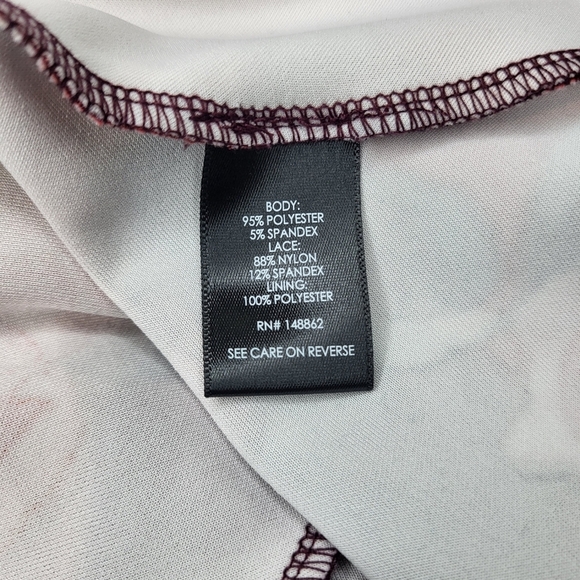 BODY:
95% POLYESTER
5% SPANDEX
LACE:
88% NYLON
12% SPANDEX
LINING:
100% POLYESTER
RN# 148862
SEE CARE ON REVERSE